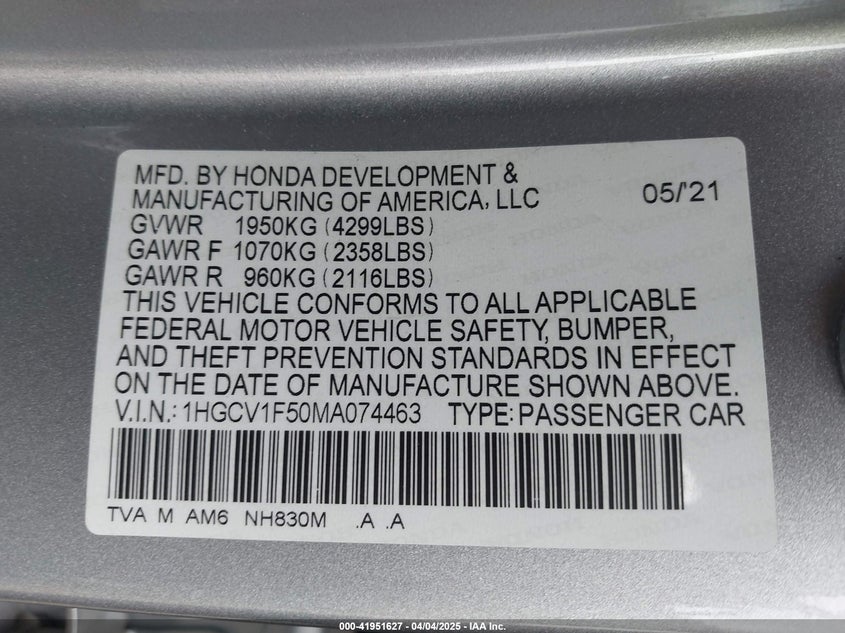 MFD. BY HONDA DEVELOPMENT &
MANUFACTURING OF AMERICA, LLC 05/'21
GVWR 1950KG (4299LBS)
GAWR F 1070KG (2358LBS)
GAWR R 960KG (2116LBS)
THIS VEHICLE CONFORMS TO ALL APPLICABLE
FEDERAL MOTOR VEHICLE SAFETY, BUMPER,
AND THEFT PREVENTION STANDARDS IN EFFECT
ON THE DATE OF MANUFACTURE SHOWN ABOVE.
V.I.N.: 1HGCV1F50MA074463 TYPE: PASSENGER CAR
TVA M AM6 NH830M .A .A
000-41951627 - 04/04/2025 - IAA Inc.